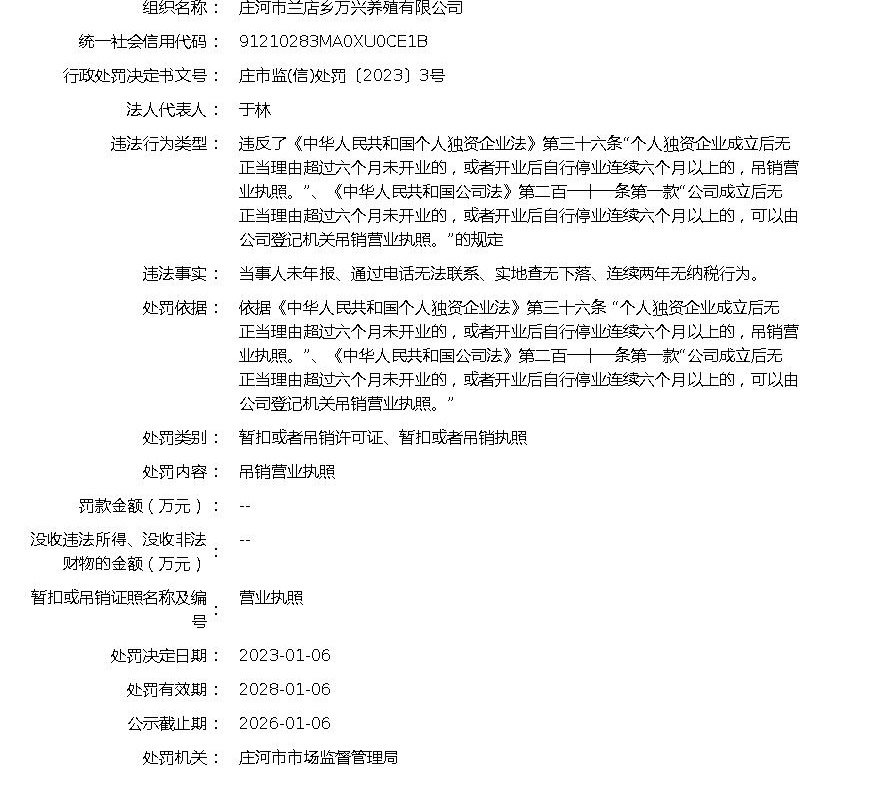 组织名称： 庄河市兰店乡万兴养殖有限公司
统一社会信用代码： 91210283MA0XU0CE1B
行政处罚决定书文号： 庄市监(信)处罚〔2023〕3号
法人代表人： 于林
违法行为类型： 违反了《中华人民共和国个人独资企业法》第三十六条“个人独资企业成立后无
正当理由超过六个月未开业的，或者开业后自行停业连续六个月以上的，吊销营
业执照。”、《中华人民共和国公司法》第二百一十一条第一款“公司成立后无
正当理由超过六个月未开业的，或者开业后自行停业连续六个月以上的，可以由
公司登记机关吊销营业执照。”的规定
违法事实： 当事人未年报、通过电话无法联系、实地查无下落、连续两年无纳税行为。
处罚依据： 依据《中华人民共和国个人独资企业法》第三十六条 “个人独资企业成立后无
正当理由超过六个月未开业的，或者开业后自行停业连续六个月以上的，吊销营
业执照。”、《中华人民共和国公司法》第二百一十一条第一款“公司成立后无
正当理由超过六个月未开业的，或者开业后自行停业连续六个月以上的，可以由
公司登记机关吊销营业执照。”
处罚类别： 暂扣或者吊销许可证、暂扣或者吊销执照
处罚内容： 吊销营业执照
罚款金额（万元）： --
没收违法所得、没收非法
财物的金额（万元）： --
暂扣或吊销证照名称及编
号： 营业执照
处罚决定日期： 2023-01-06
处罚有效期： 2028-01-06
公示截止期： 2026-01-06
处罚机关： 庄河市市场监督管理局